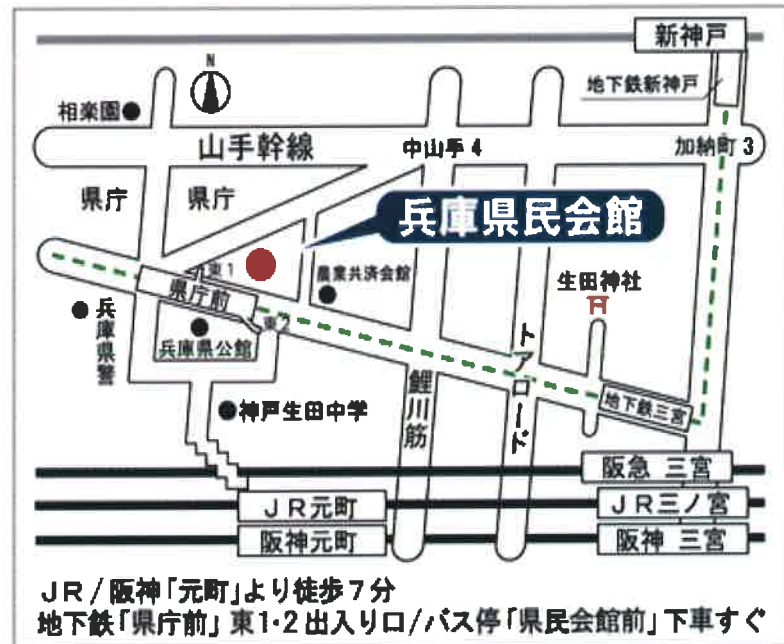 新神戸
N
地下鉄新神戸
相楽園
山手幹線
中山手4
加納町3
県庁
県庁
兵庫県民会館
東1
農業共済会館
生田神社
県庁前
兵庫県警
兵庫県公館
東2
トアロード
鯉川筋
地下鉄三宮
神戸生田中学
阪急 三宮
JR元町
JR三ノ宮
阪神元町
阪神 三宮
JR/阪神「元町」より徒歩7分
地下鉄「県庁前」東1・2出入り口/バス停「県民会館前」下車すぐ